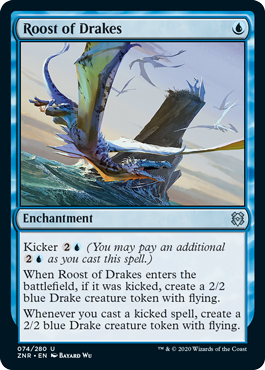 Roost of Drakes
Enchantment
Kicker 2 (You may pay an additional
2 as you cast this spell.)
When Roost of Drakes enters the
battlefield, if it was kicked, create a 2/2
blue Drake creature token with flying.
Whenever you cast a kicked spell, create a
2/2 blue Drake creature token with flying.
074/280 U
ZNR • EN Bayard Wu
™ & © 2020 Wizards of the Coast